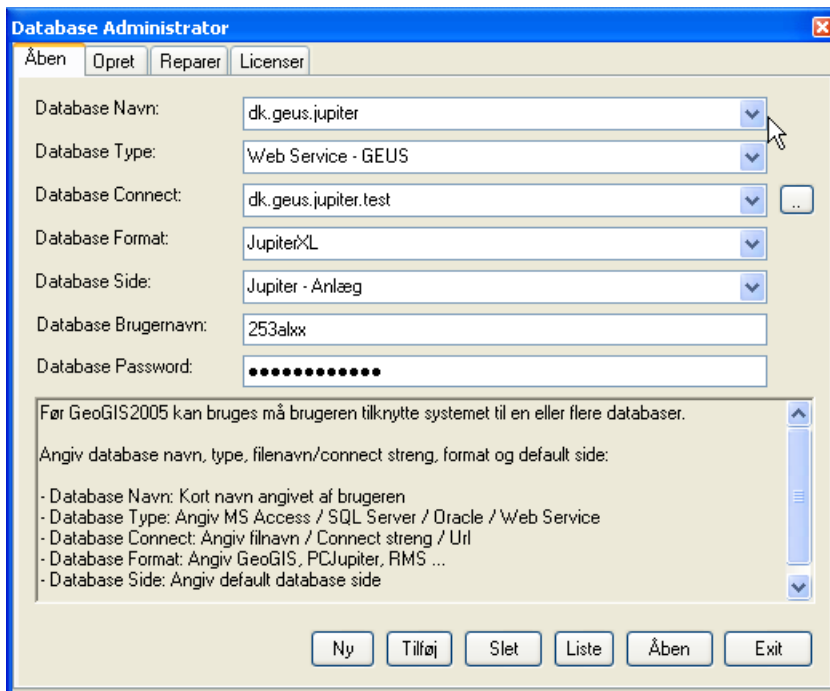 Database Administrator
Åben Opret Reparer Licenser
Database Navn: dk.geus.jupiter
Database Type: Web Service - GEUS
Database Connect: dk.geus.jupiter.test ..
Database Format: JupiterXL
Database Side: Jupiter - Anlæg
Database Brugernavn: 253alxx
Database Password: ●●●●●●●●●●●●
Før GeoGIS2005 kan bruges må brugeren tilknytte systemet til en eller flere databaser.
Angiv database navn, type, filenavn/connect streng, format og default side:
- Database Navn: Kort navn angivet af brugeren
- Database Type: Angiv MS Access / SQL Server / Oracle / Web Service
- Database Connect: Angiv filnavn / Connect streng / Url
- Database Format: Angiv GeoGIS, PCJupiter, RMS ...
- Database Side: Angiv default database side
Ny Tilføj Slet Liste Åben Exit